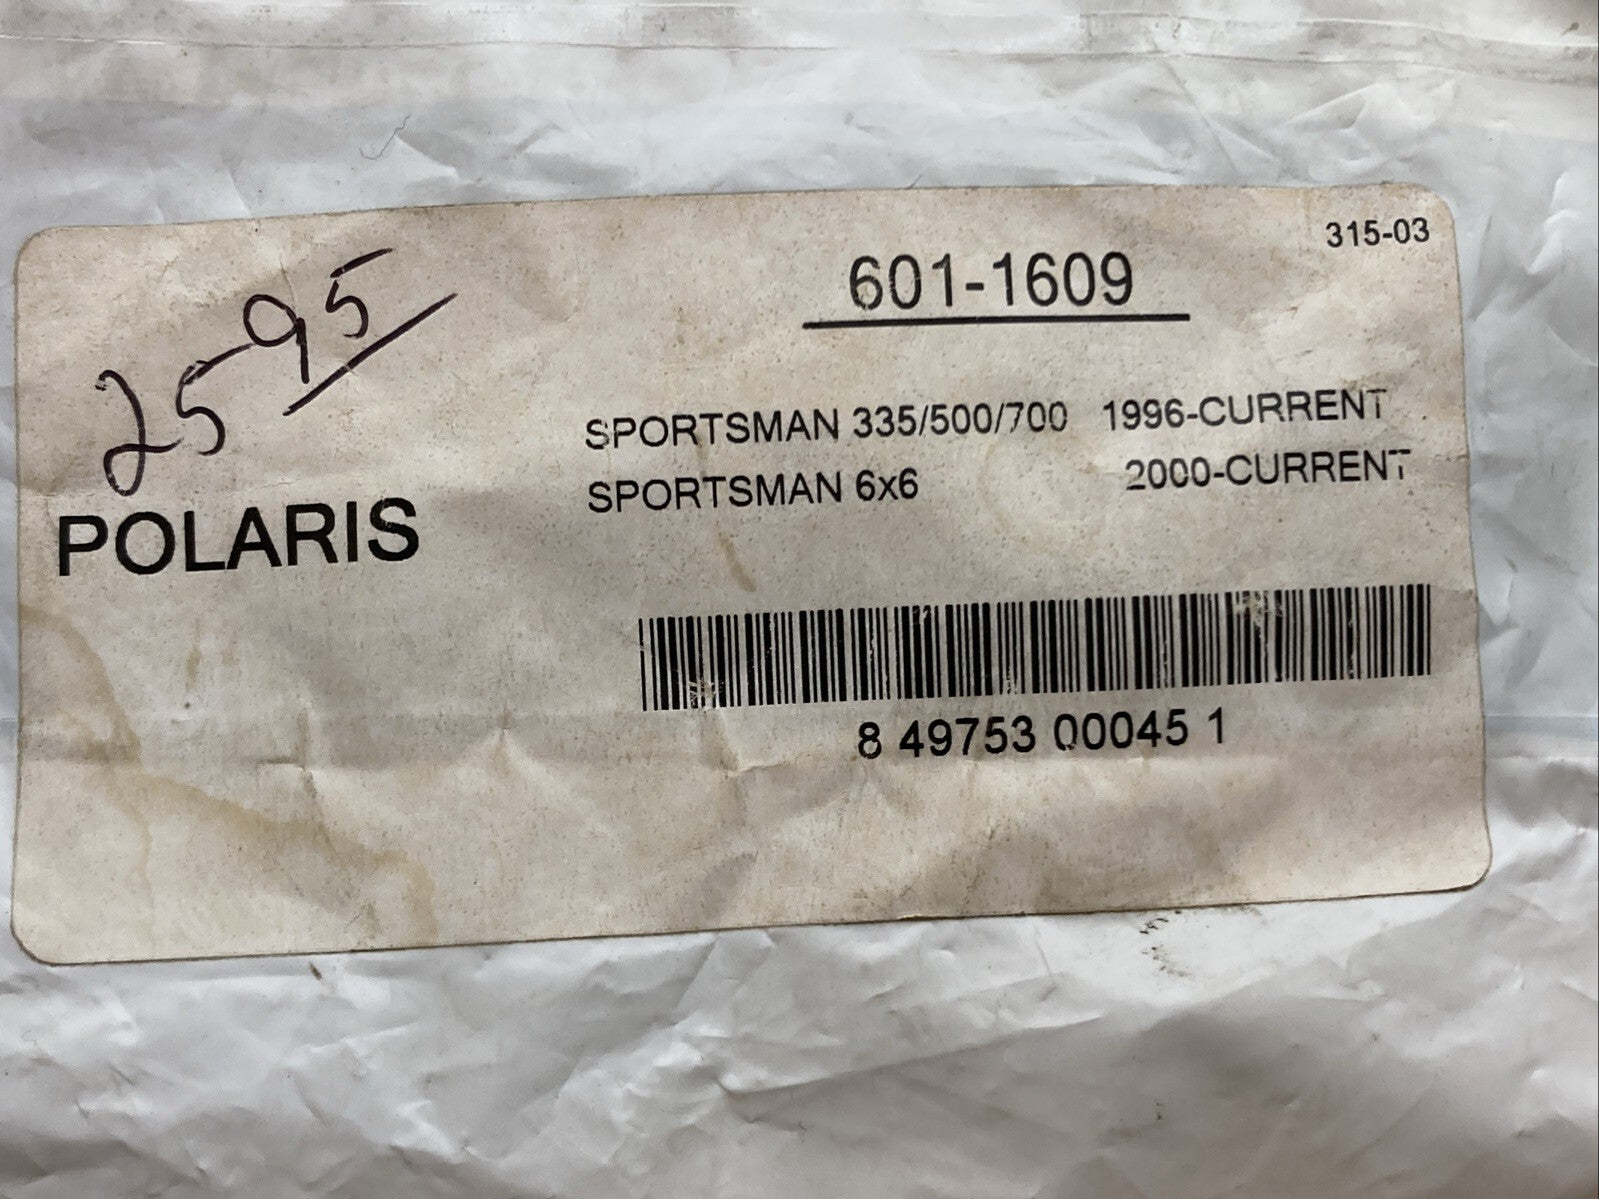 315-03
601-1609
25 95
SPORTSMAN 335/500/700 1996-CURRENT
SPORTSMAN 6x6 2000-CURRENT
POLARIS
8 49753 00045 1